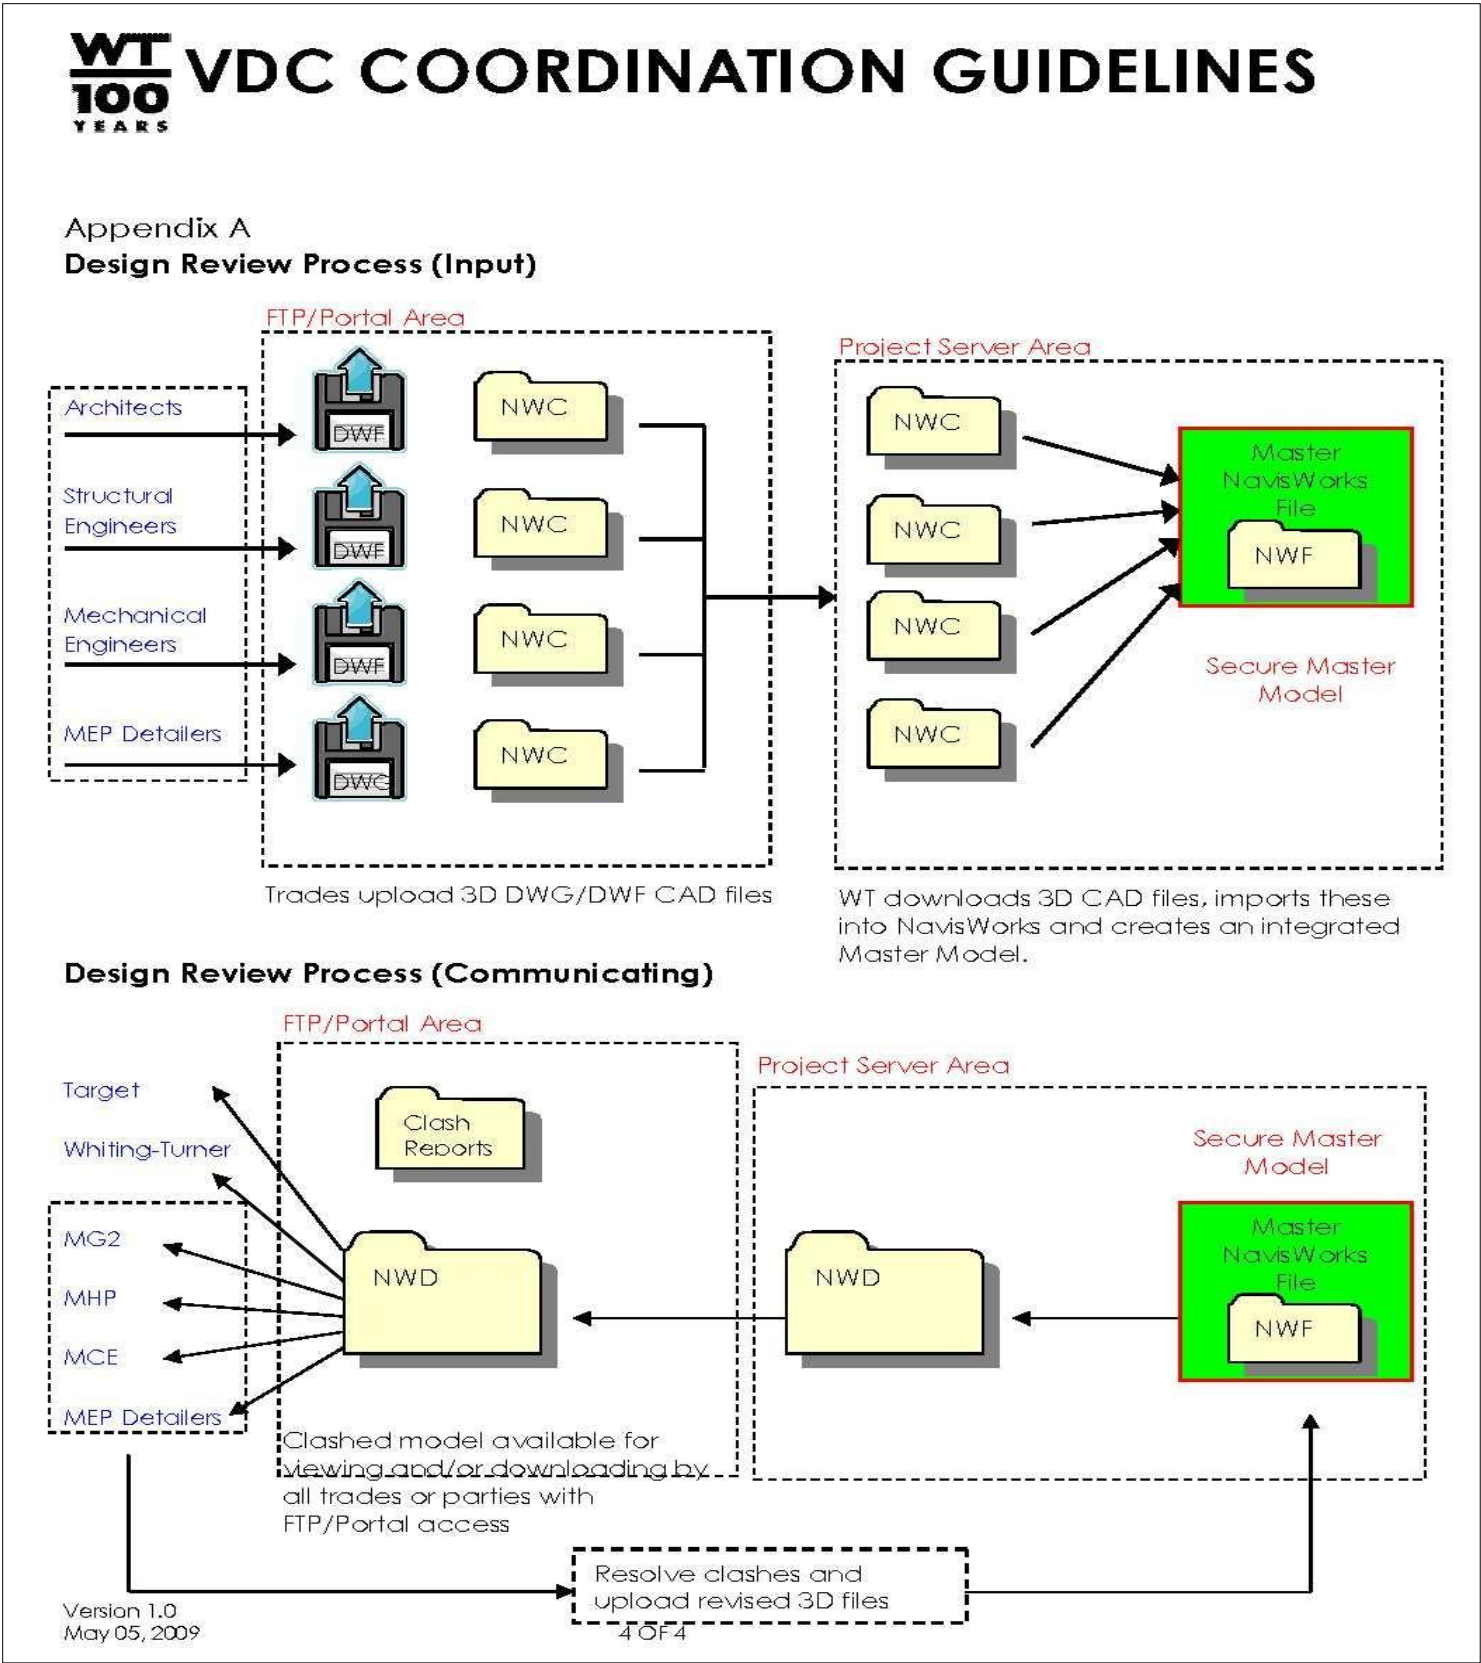 WT
100
YEARS
VDC COORDINATION GUIDELINES
Appendix A
Design Review Process (Input)
FTP/Portal Area
Project Server Area
Architects
DWF
NWC
NWC
Master
NavisWorks
File
NWF
Structural
Engineers
DWF
NWC
NWC
Mechanical
Engineers
DWF
NWC
NWC
Secure Master
Model
MEP Detailers
DWG
NWC
NWC
Trades upload 3D DWG/DWF CAD files
WT downloads 3D CAD files, imports these
into NavisWorks and creates an integrated
Master Model.
Design Review Process (Communicating)
FTP/Portal Area
Project Server Area
Target
Whiting-Turner
Clash
Reports
Secure Master
Model
MG2
MHP
MCE
MEP Detailers
NWD
NWD
Master
NavisWorks
File
NWF
Clashed model available for
viewing and/or downloading by
all trades or parties with
FTP/Portal access
Resolve clashes and
upload revised 3D files
Version 1.0
May 05, 2009
4 OF 4